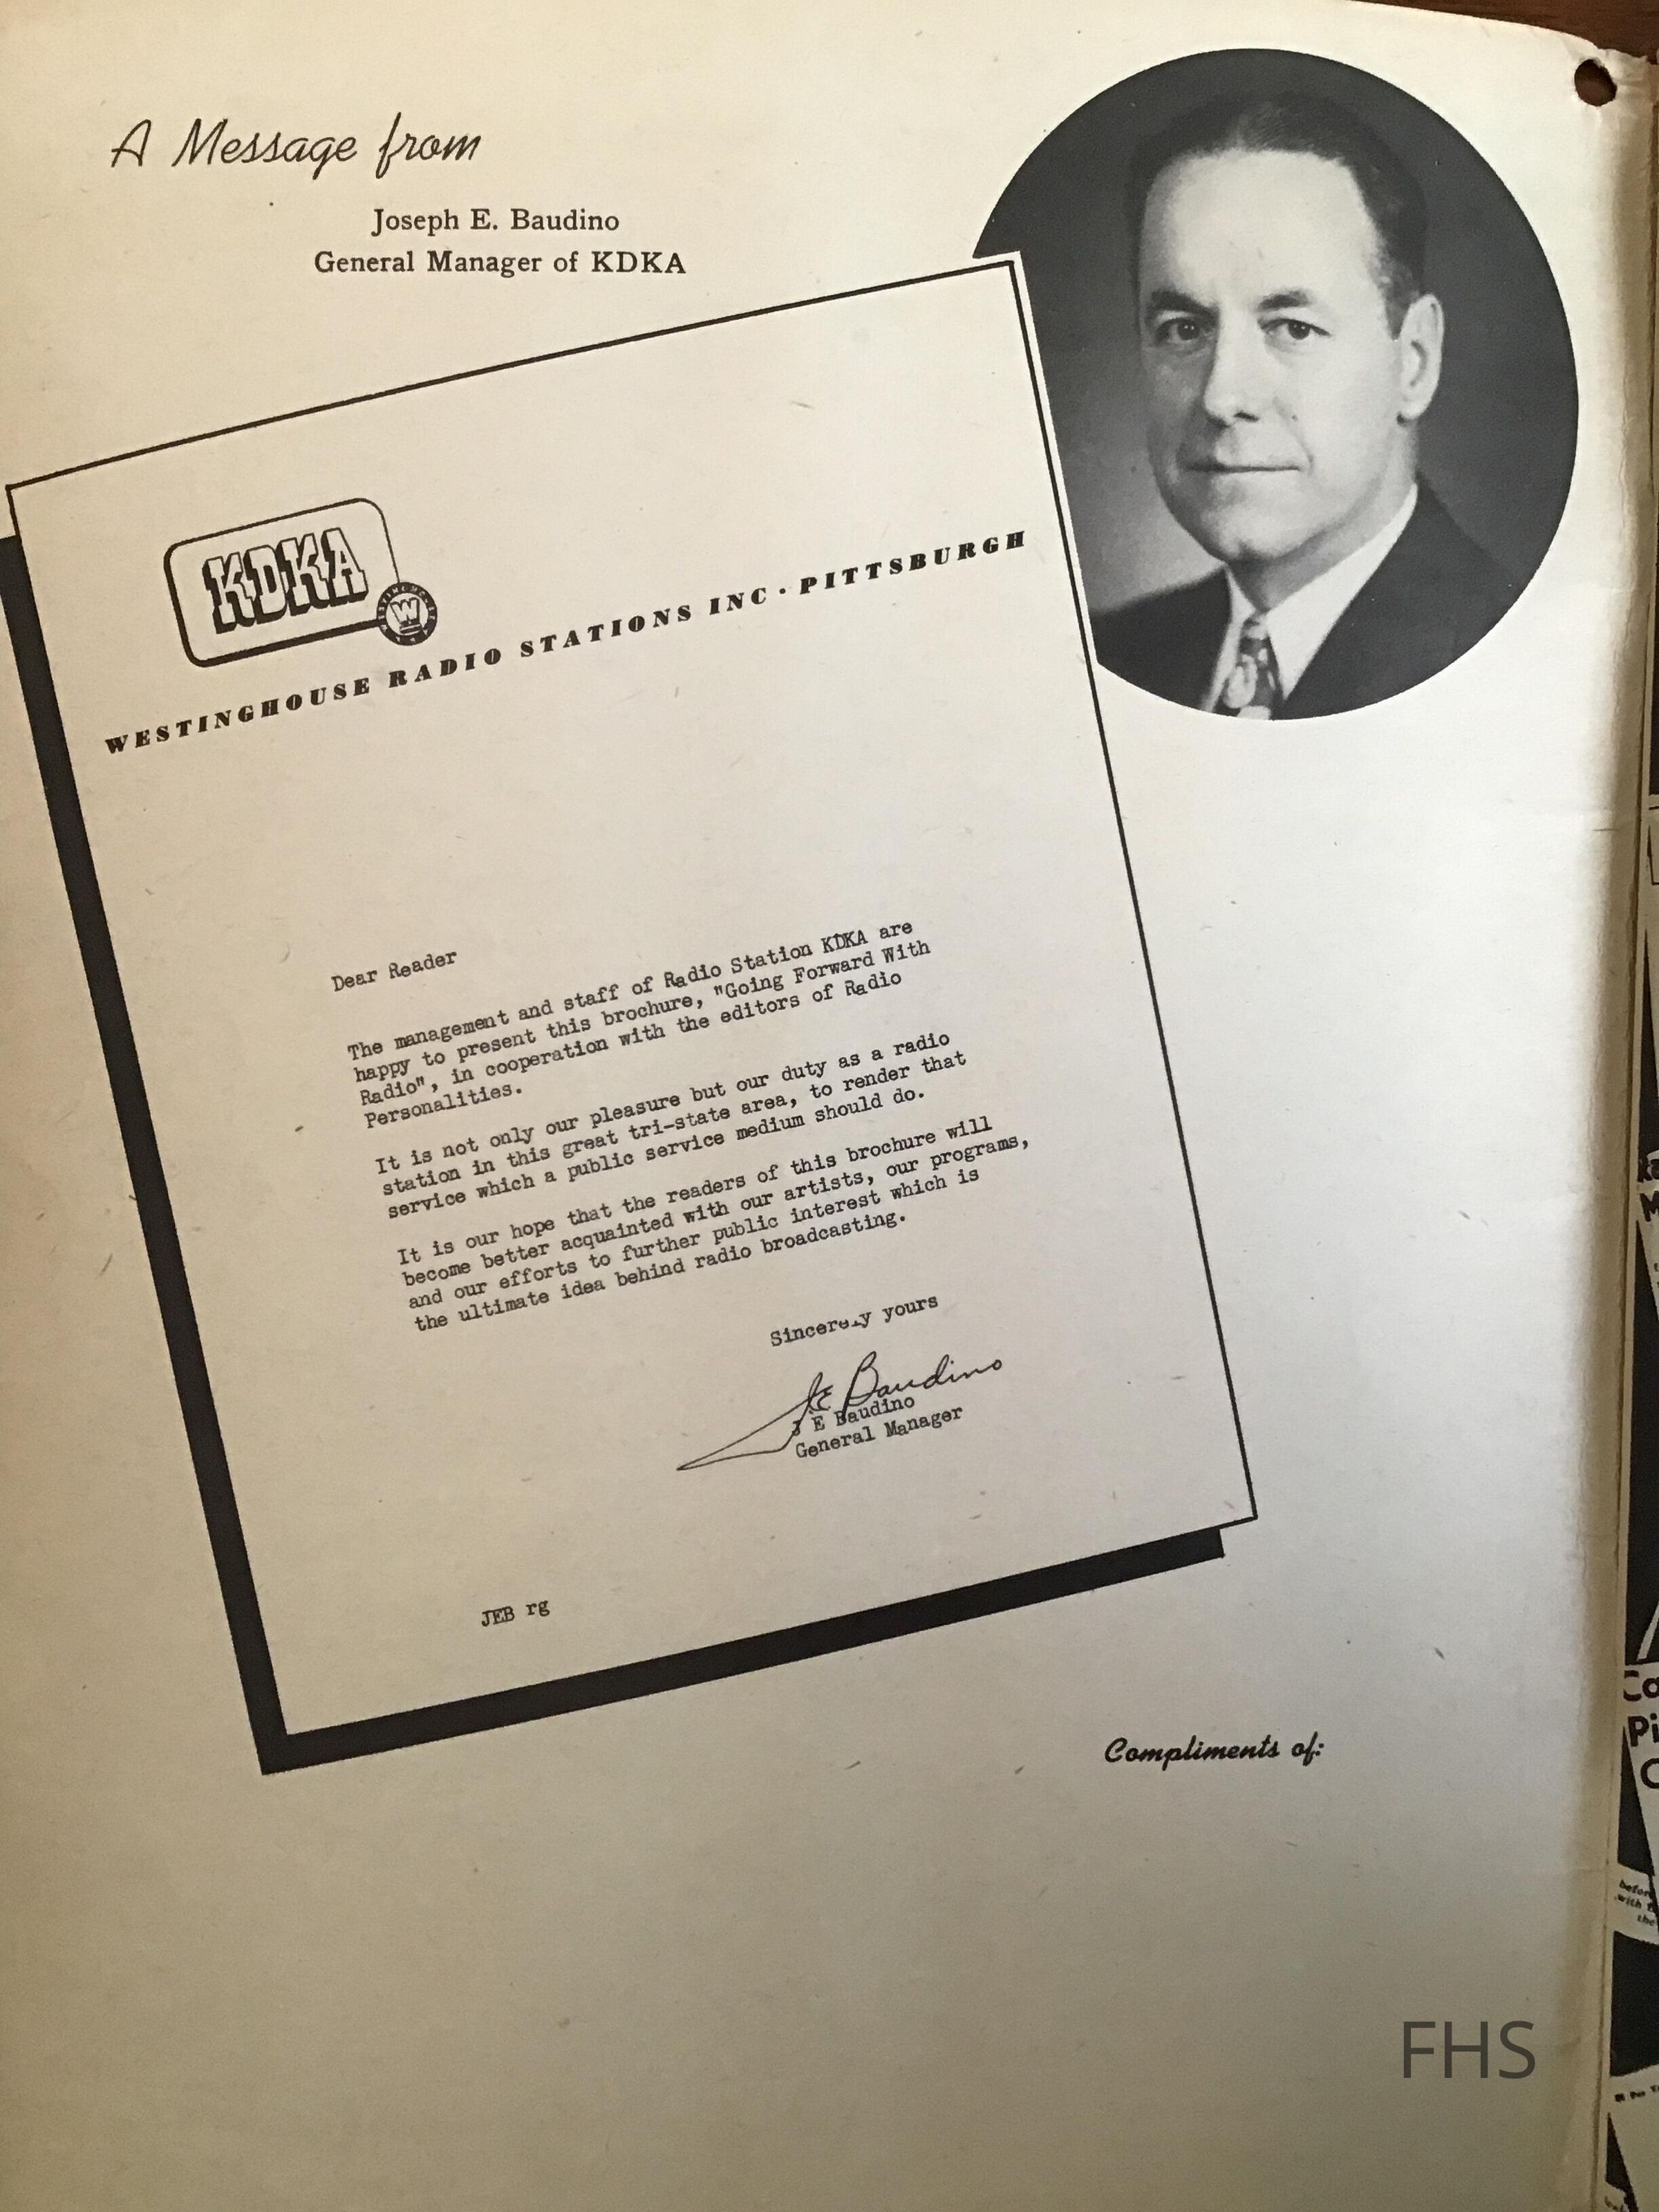 A Message from
Joseph E. Baudino
General Manager of KDKA
KDKA
W
WESTINGHOUSE RADIO STATIONS INC · PITTSBURGH
Dear Reader
The management and staff of Radio Station KDKA are
happy to present this brochure, "Going Forward With
Radio", in cooperation with the editors of Radio
Personalities.
It is not only our pleasure but our duty as a radio
station in this great tri-state area, to render that
service which a public service medium should do.
It is our hope that the readers of this brochure will
become better acquainted with our artists, our programs,
and our efforts to further public interest which is
the ultimate idea behind radio broadcasting.
Sincerely yours
JE Baudino
J E Baudino
General Manager
JEB rg
Compliments of:
FHS